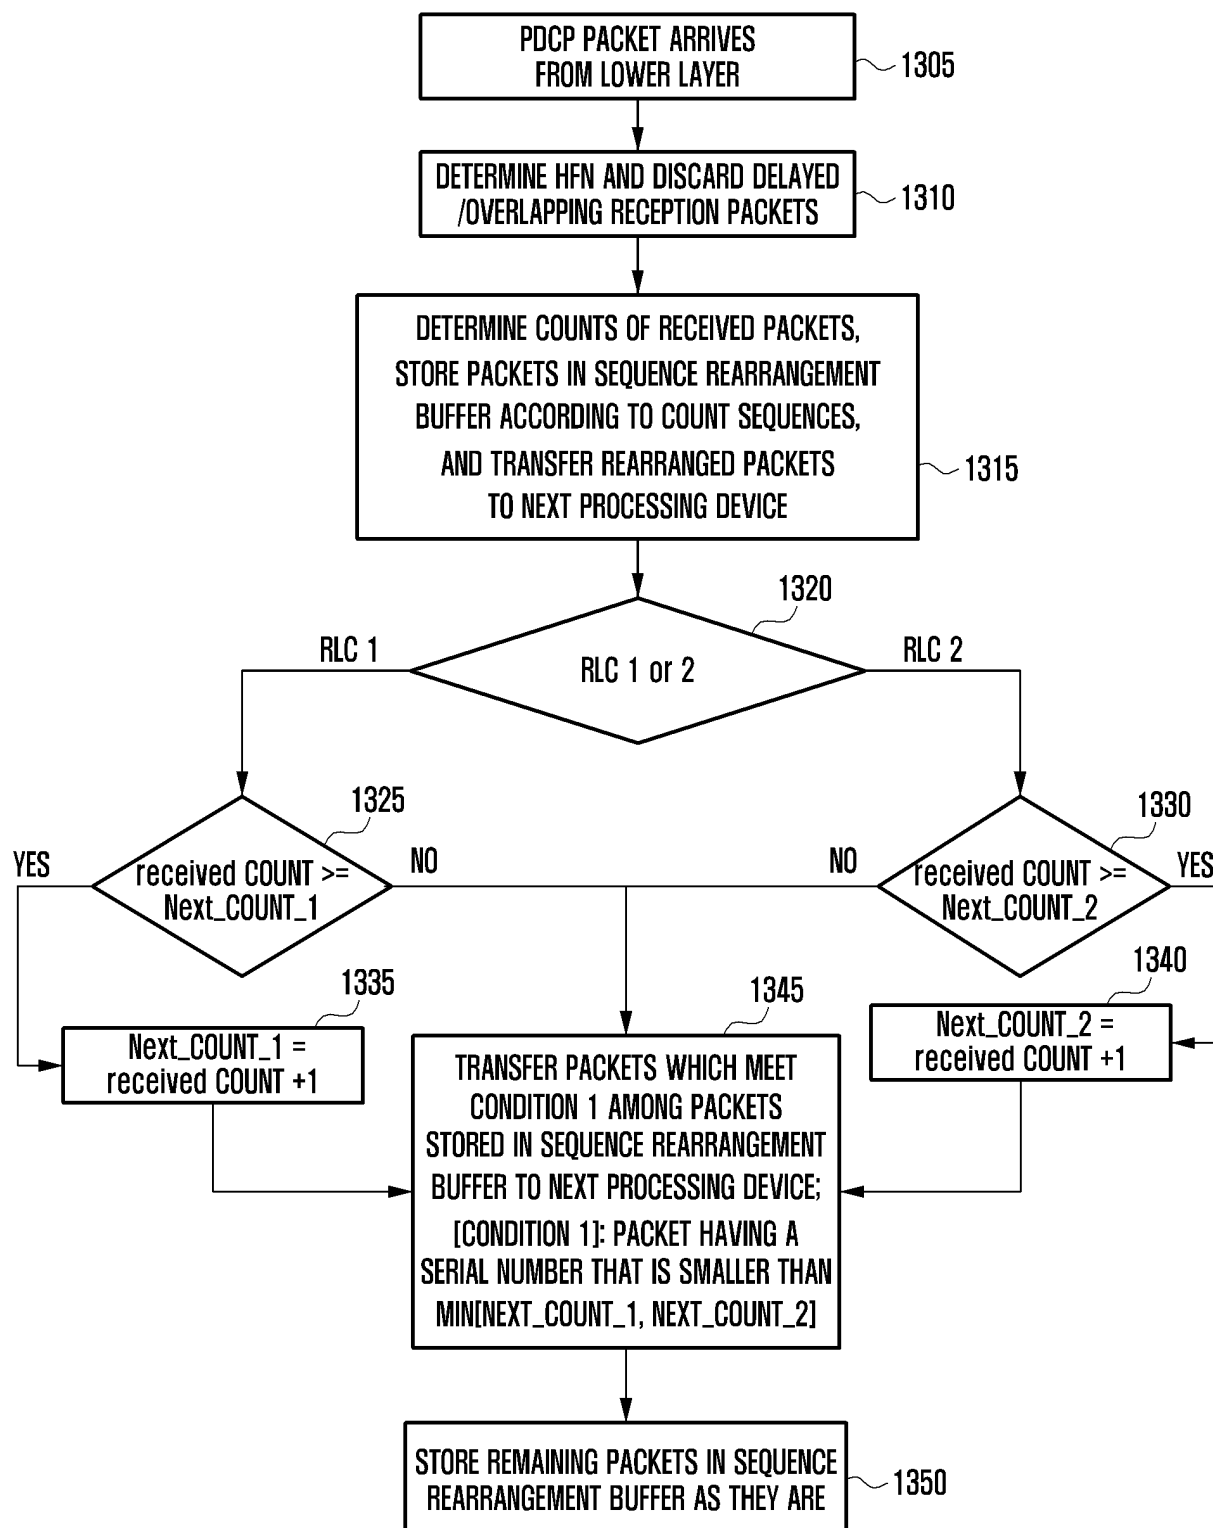 PDCP PACKET ARRIVES
FROM LOWER LAYER
1305
DETERMINE HFN AND DISCARD DELAYED
/OVERLAPPING RECEPTION PACKETS
1310
DETERMINE COUNTS OF RECEIVED PACKETS,
STORE PACKETS IN SEQUENCE REARRANGEMENT
BUFFER ACCORDING TO COUNT SEQUENCES,
AND TRANSFER REARRANGED PACKETS
TO NEXT PROCESSING DEVICE
1315
1320
RLC 1
RLC 1 or 2
RLC 2
1325
YES
received COUNT >=
Next_COUNT_1
NO
1330
NO
received COUNT >=
Next_COUNT_2
YES
1335
Next_COUNT_1 =
received COUNT +1
1340
Next_COUNT_2 =
received COUNT +1
1345
TRANSFER PACKETS WHICH MEET
CONDITION 1 AMONG PACKETS
STORED IN SEQUENCE REARRANGEMENT
BUFFER TO NEXT PROCESSING DEVICE;
[CONDITION 1]: PACKET HAVING A
SERIAL NUMBER THAT IS SMALLER THAN
MIN[NEXT_COUNT_1, NEXT_COUNT_2]
STORE REMAINING PACKETS IN SEQUENCE
REARRANGEMENT BUFFER AS THEY ARE
1350